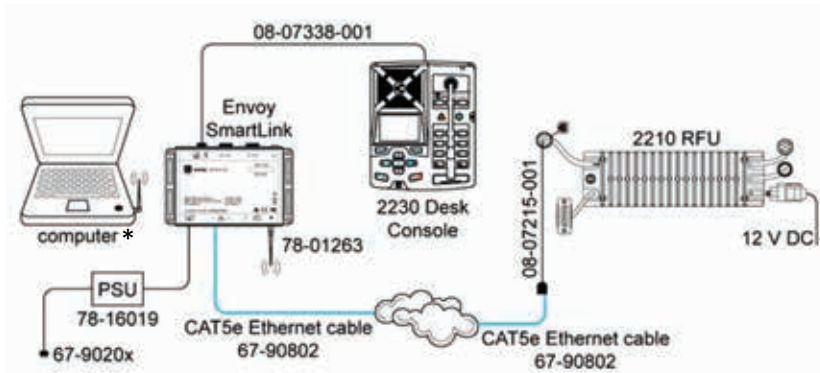 08-07338-001
Envoy
SmartLink
2210 RFU
2230 Desk
Console
08-07215-001
12 V DC
computer *
78-01263
PSU
78-16019
67-9020x
CAT5e Ethernet cable
67-90802
CAT5e Ethernet cable
67-90802